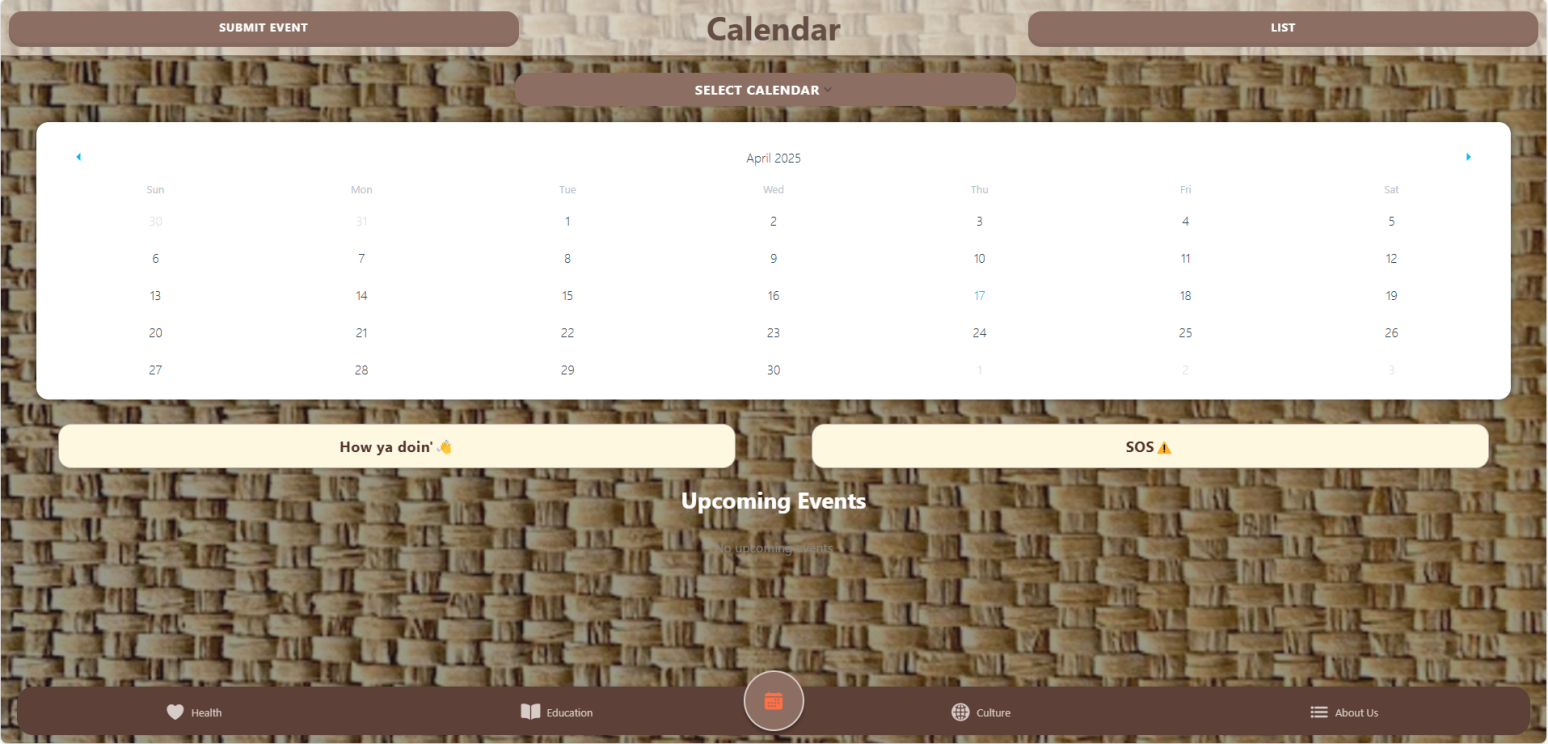 SUBMIT EVENT Calendar LIST
SELECT CALENDAR
April 2025
Sun Mon Tue Wed Thu Fri Sat
30 31 1 2 3 4 5
6 7 8 9 10 11 12
13 14 15 16 17 18 19
20 21 22 23 24 25 26
27 28 29 30 1 2 3
How ya doin' 👋 SOS ⚠️
Upcoming Events
No upcoming events
Health Education Culture About Us